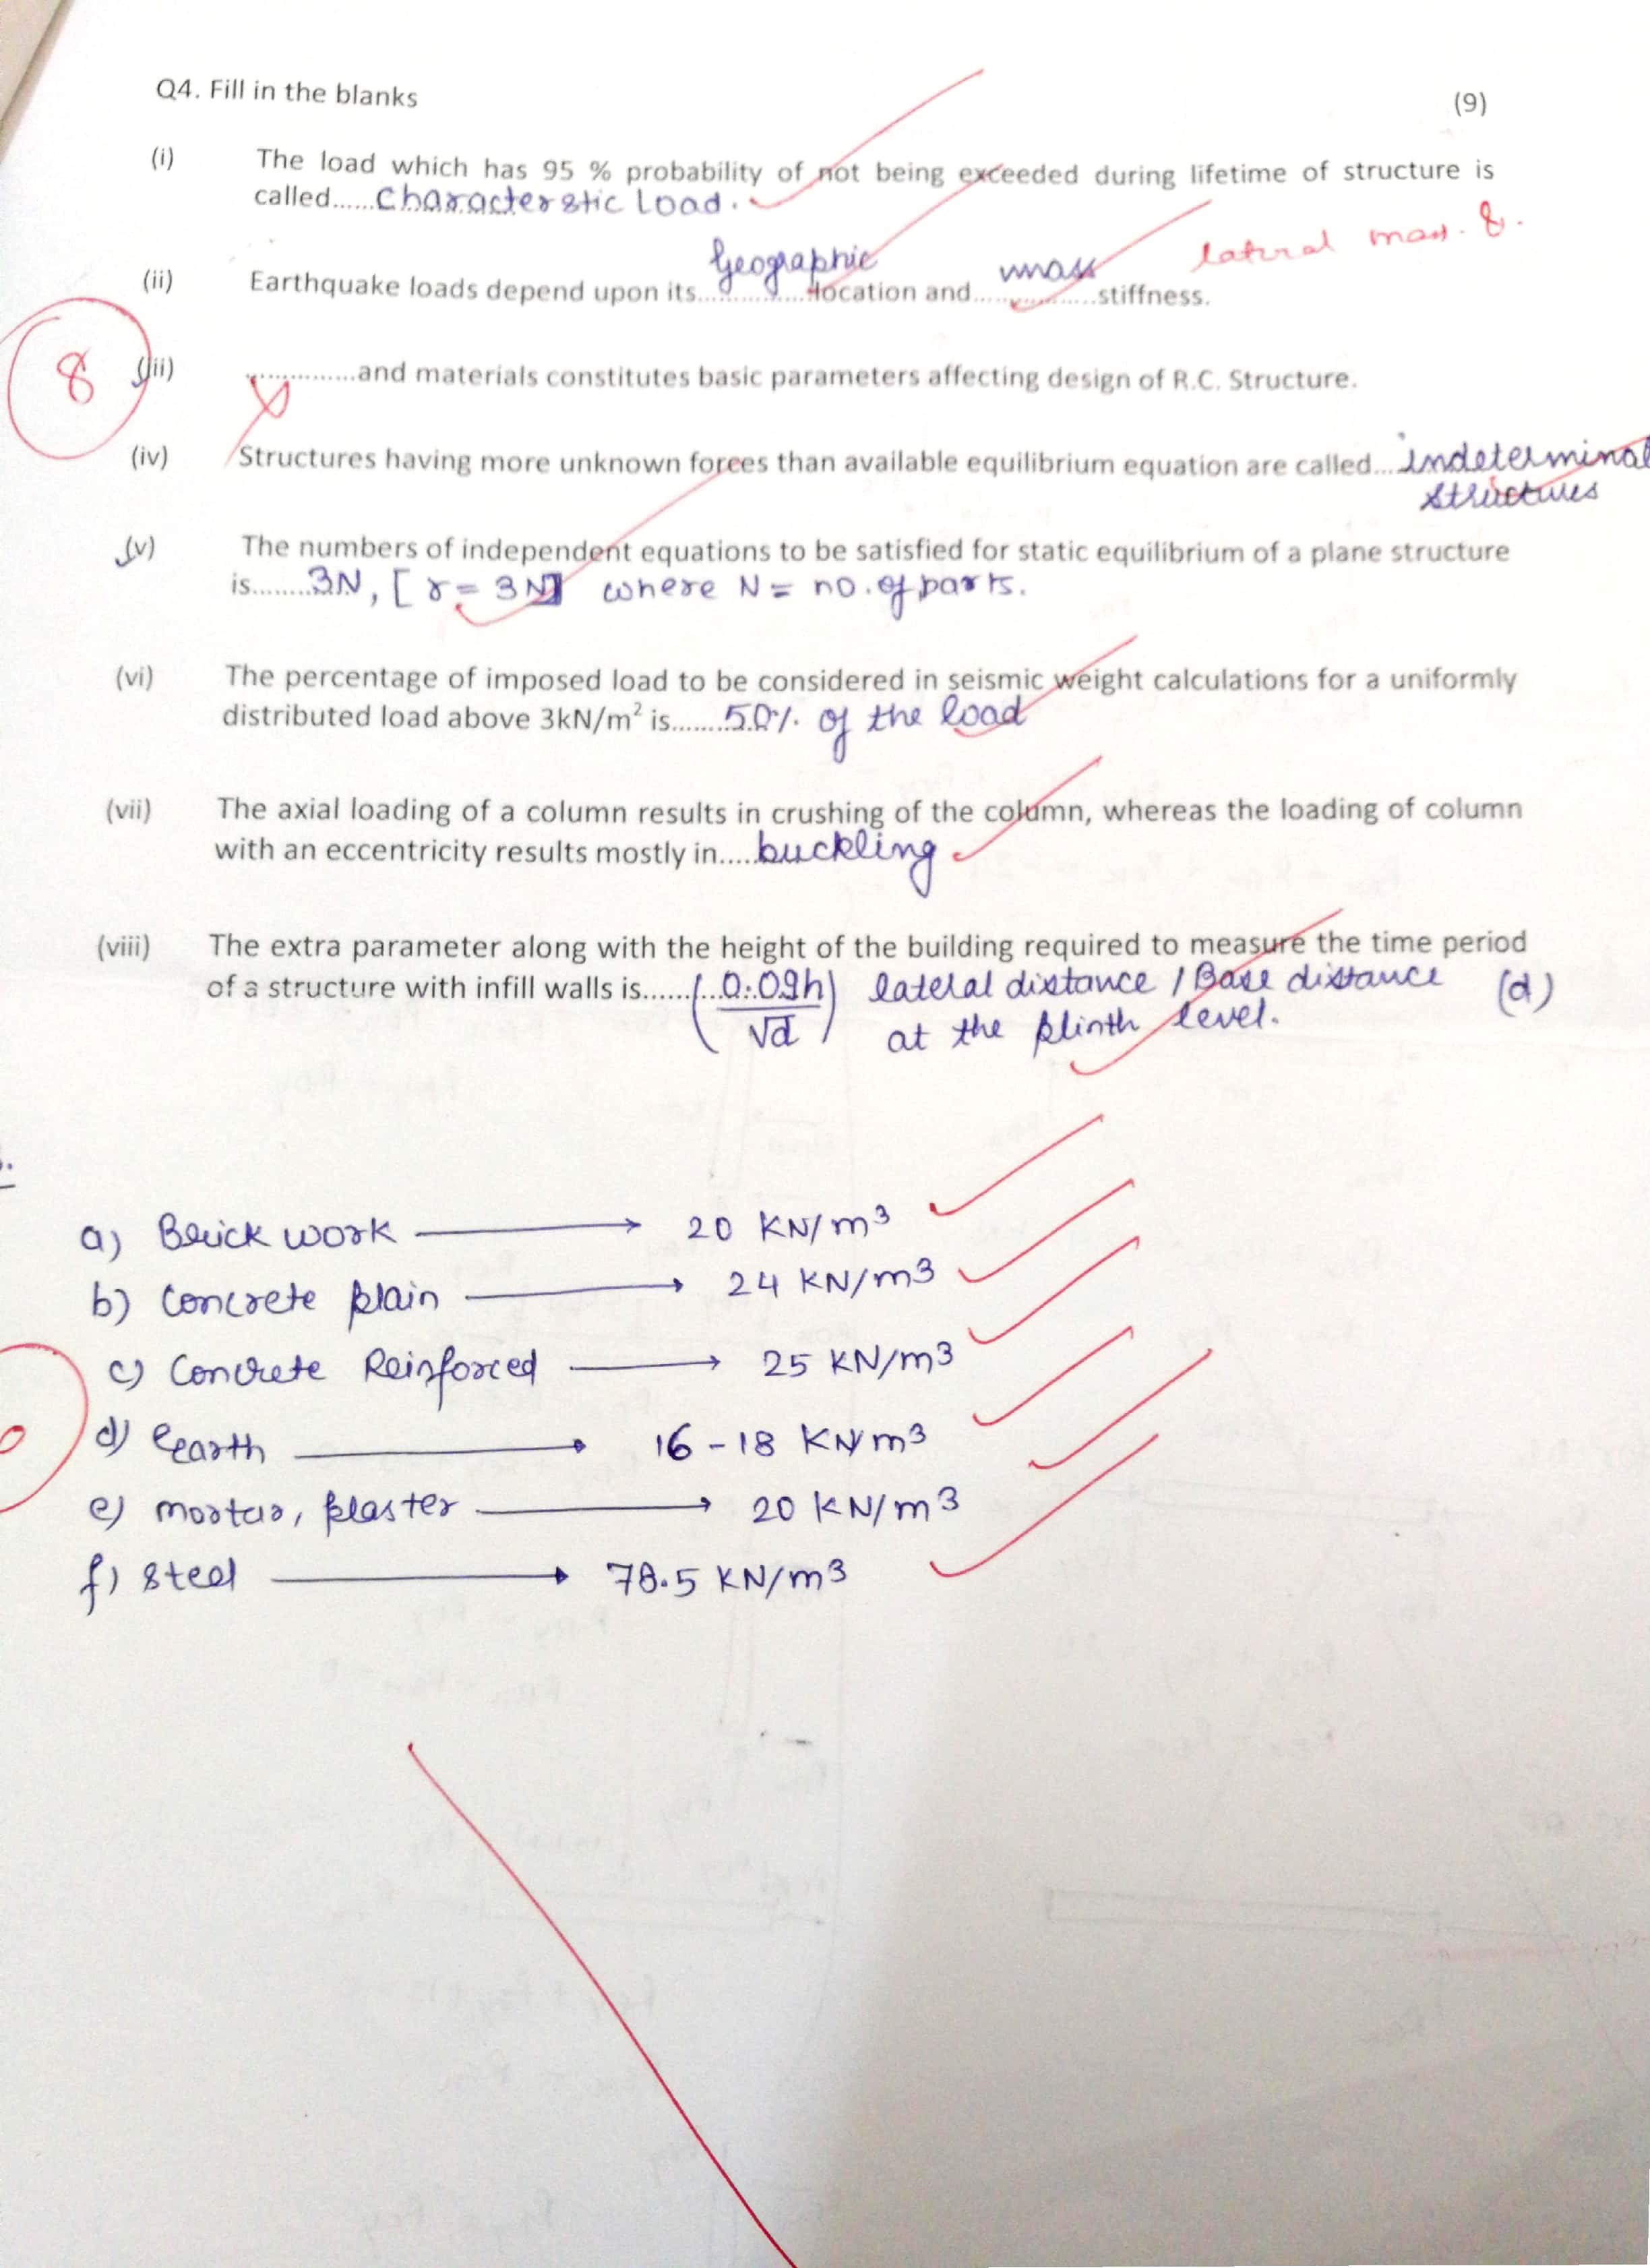 Q4. Fill in the blanks (9)
(i) The load which has 95 % probability of not being exceeded during lifetime of structure is
called......Characterstic Load.
lateral mass. &.
Geographic mass
(ii) Earthquake loads depend upon its..............location and..............stiffness.
8
(iii) ..............and materials constitutes basic parameters affecting design of R.C. Structure.
(iv) Structures having more unknown forces than available equilibrium equation are called...indeterminat
structures
(v) The numbers of independent equations to be satisfied for static equilibrium of a plane structure
is........3N, [r = 3N] where N = no. of parts.
(vi) The percentage of imposed load to be considered in seismic weight calculations for a uniformly
distributed load above 3kN/m² is........50% of the load
(vii) The axial loading of a column results in crushing of the column, whereas the loading of column
with an eccentricity results mostly in.....buckling
(viii) The extra parameter along with the height of the building required to measure the time period
of a structure with infill walls is......(0.09h/√d) lateral distance / Base distance (d)
at the plinth level.
a) Brick work → 20 KN/m³
b) Concrete plain → 24 KN/m3
c) Concrete Reinforced → 25 KN/m3
d) Earth → 16-18 KN/m3
e) mortar, plaster → 20 KN/m3
f) steel → 78.5 KN/m3